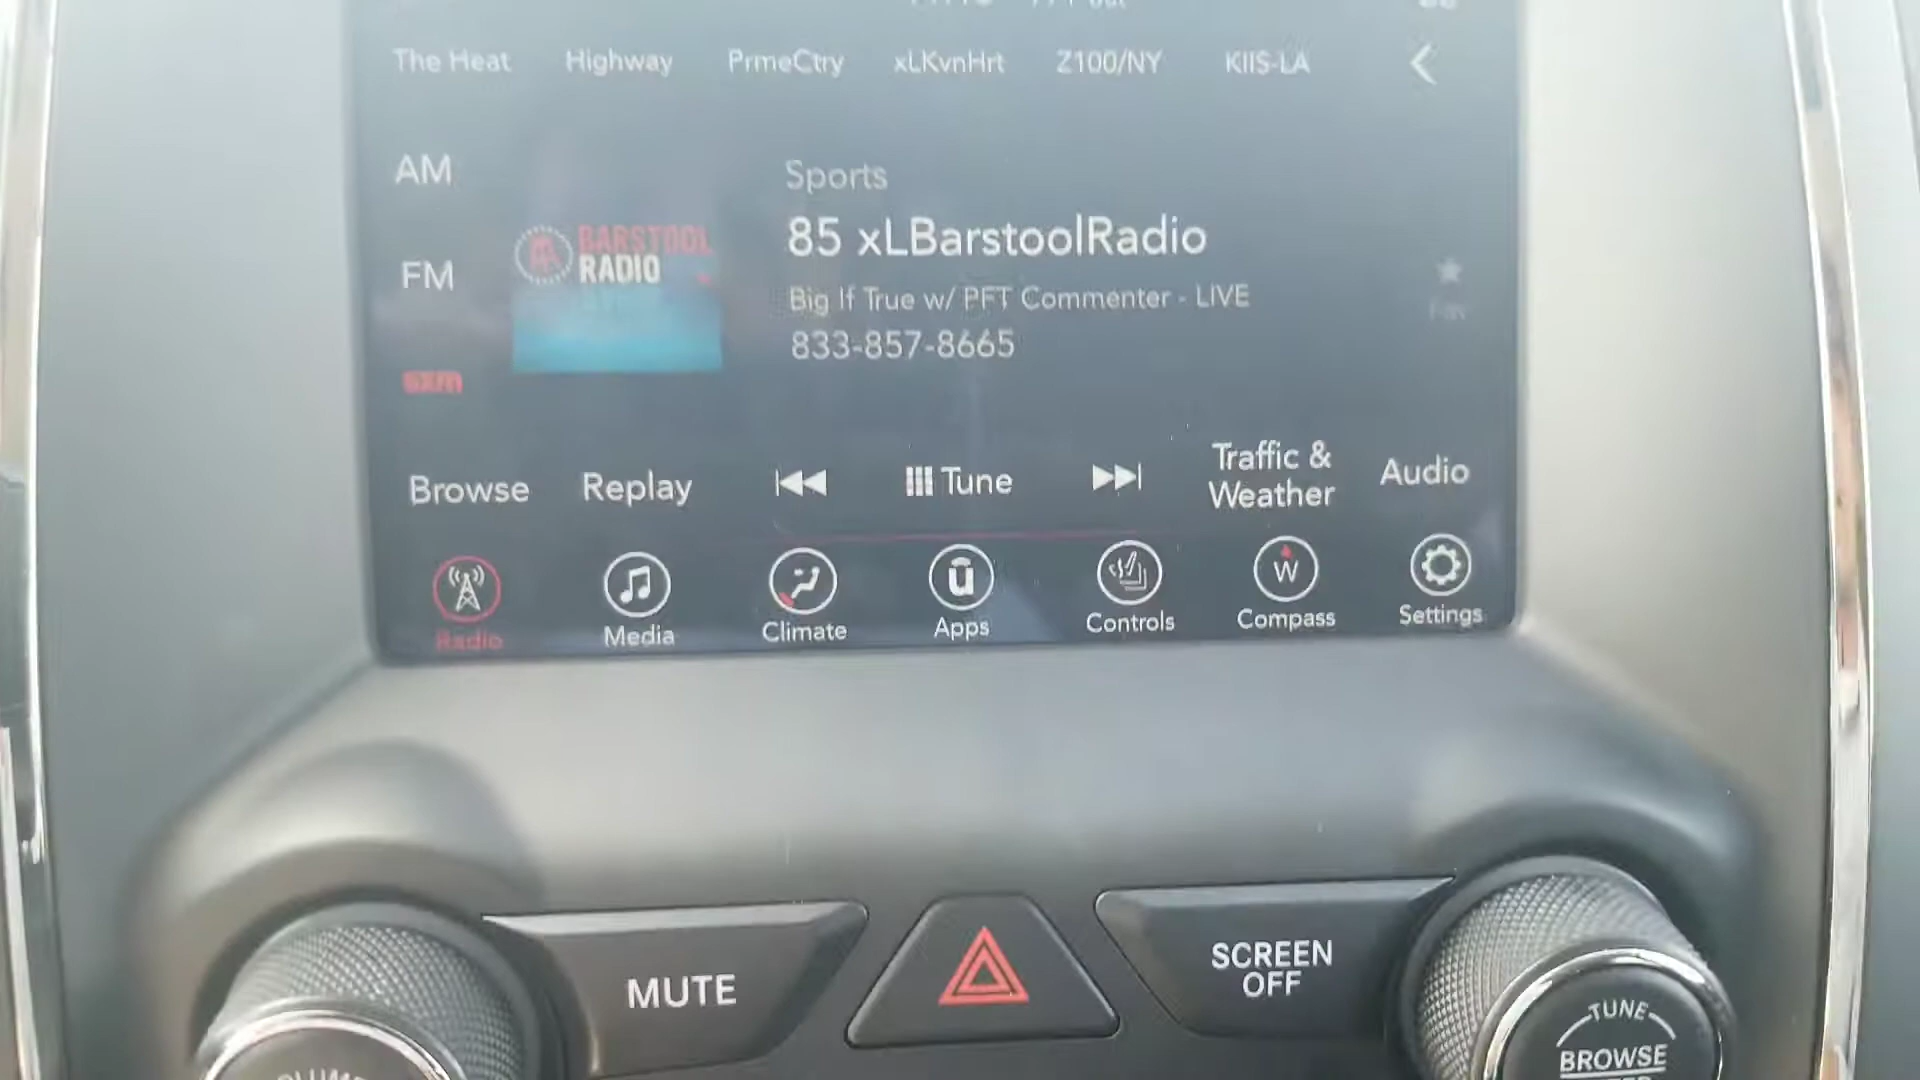 The Heat Highway PrmeCtry xLKvnHrt Z100/NY KIIS-LA
AM
FM
sxm
BARSTOOL
RADIO
Sports
85 xLBarstoolRadio
Big If True w/ PFT Commenter - LIVE
833-857-8665
Fav
Browse Replay Tune Traffic &
Weather Audio
W
Radio Media Climate Apps Controls Compass Settings
MUTE
SCREEN
OFF
TUNE
BROWSE